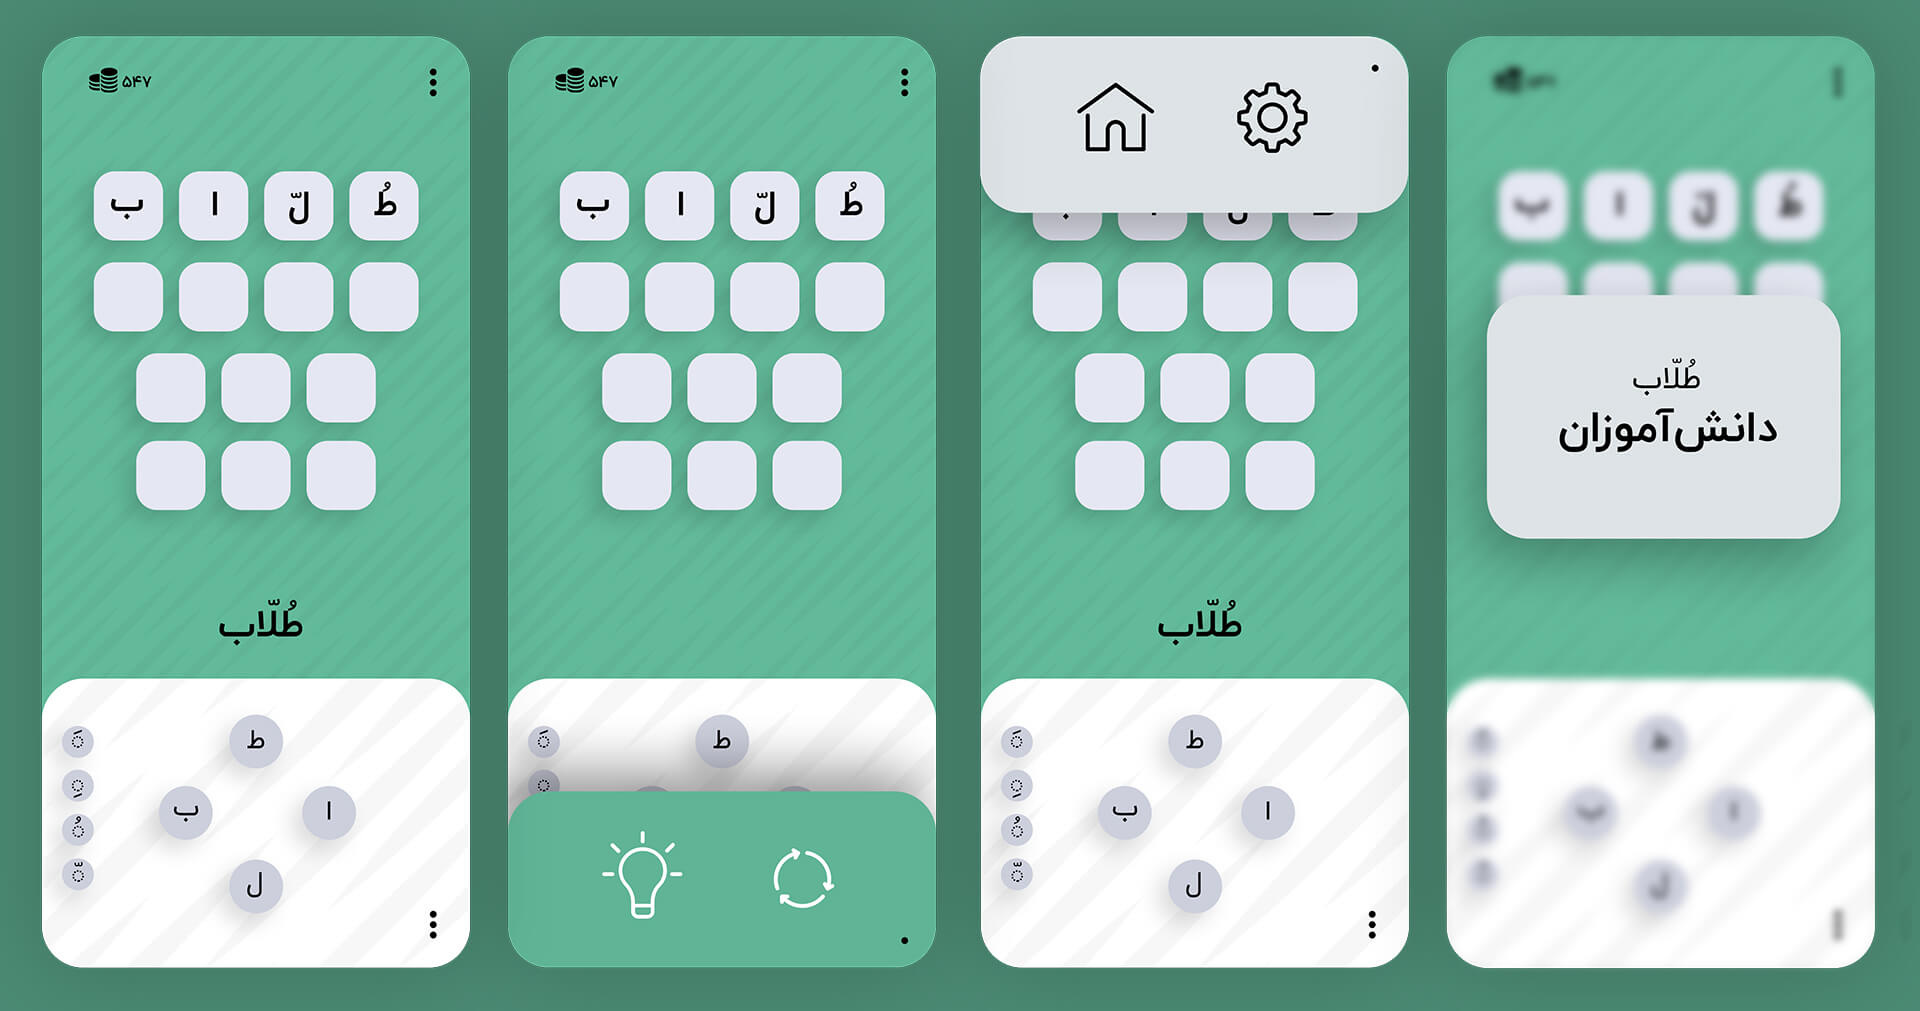 ۵۴۷
طُ لّ ا ب
طُلّاب
ط
ب ا
ل
َ
ِ
ُ
ّ
۵۴۷
طُ لّ ا ب
ط
َ
ِ
طُلّاب
ط
ب ا
ل
َ
ِ
ُ
ّ
طُ لّ ا ب
طُلّاب
دانش‌آموزان
ط
ب ا
ل